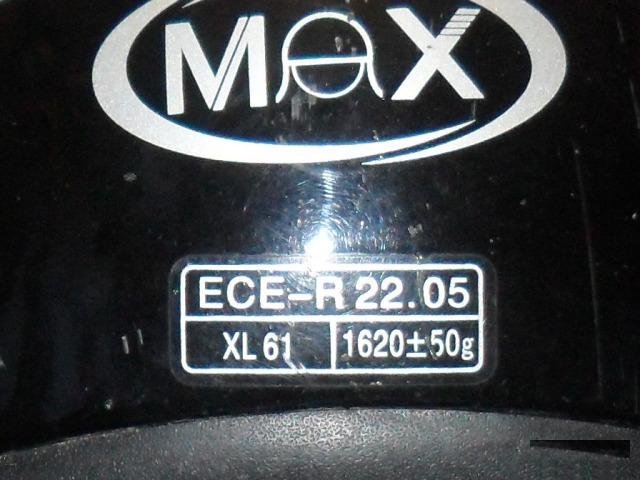 MAX
ECE-R 22.05
XL 61
1620±50g